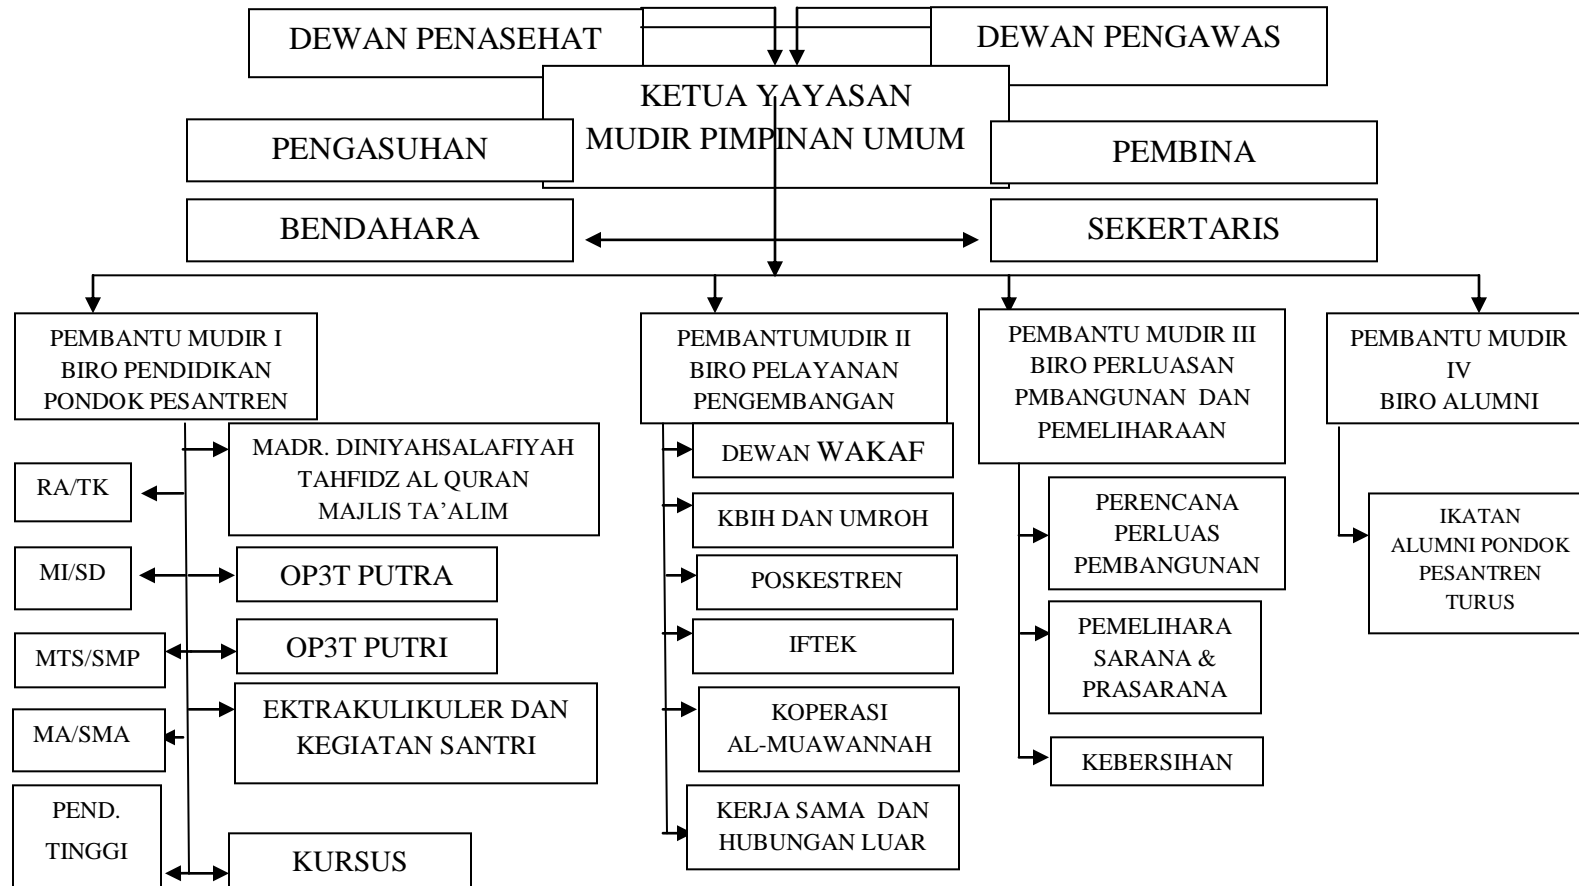 DEWAN PENASEHAT
DEWAN PENGAWAS
KETUA YAYASAN
MUDIR PIMPINAN UMUM
PENGASUHAN
PEMBINA
BENDAHARA
SEKERTARIS
PEMBANTU MUDIR I
BIRO PENDIDIKAN
PONDOK PESANTREN
RA/TK
MI/SD
MTS/SMP
MA/SMA
PEND.
TINGGI
MADR. DINIYAHSALAFIYAH
TAHFIDZ AL QURAN
MAJLIS TA’ALIM
OP3T PUTRA
OP3T PUTRI
EKTRAKULIKULER DAN
KEGIATAN SANTRI
KURSUS
PEMBANTUMUDIR II
BIRO PELAYANAN
PENGEMBANGAN
DEWAN WAKAF
KBIH DAN UMROH
POSKESTREN
IFTEK
KOPERASI
AL-MUAWANNAH
KERJA SAMA DAN
HUBUNGAN LUAR
PEMBANTU MUDIR III
BIRO PERLUASAN
PMBANGUNAN DAN
PEMELIHARAAN
PERENCANA
PERLUAS
PEMBANGUNAN
PEMELIHARA
SARANA &
PRASARANA
KEBERSIHAN
PEMBANTU MUDIR
IV
BIRO ALUMNI
IKATAN
ALUMNI PONDOK
PESANTREN
TURUS